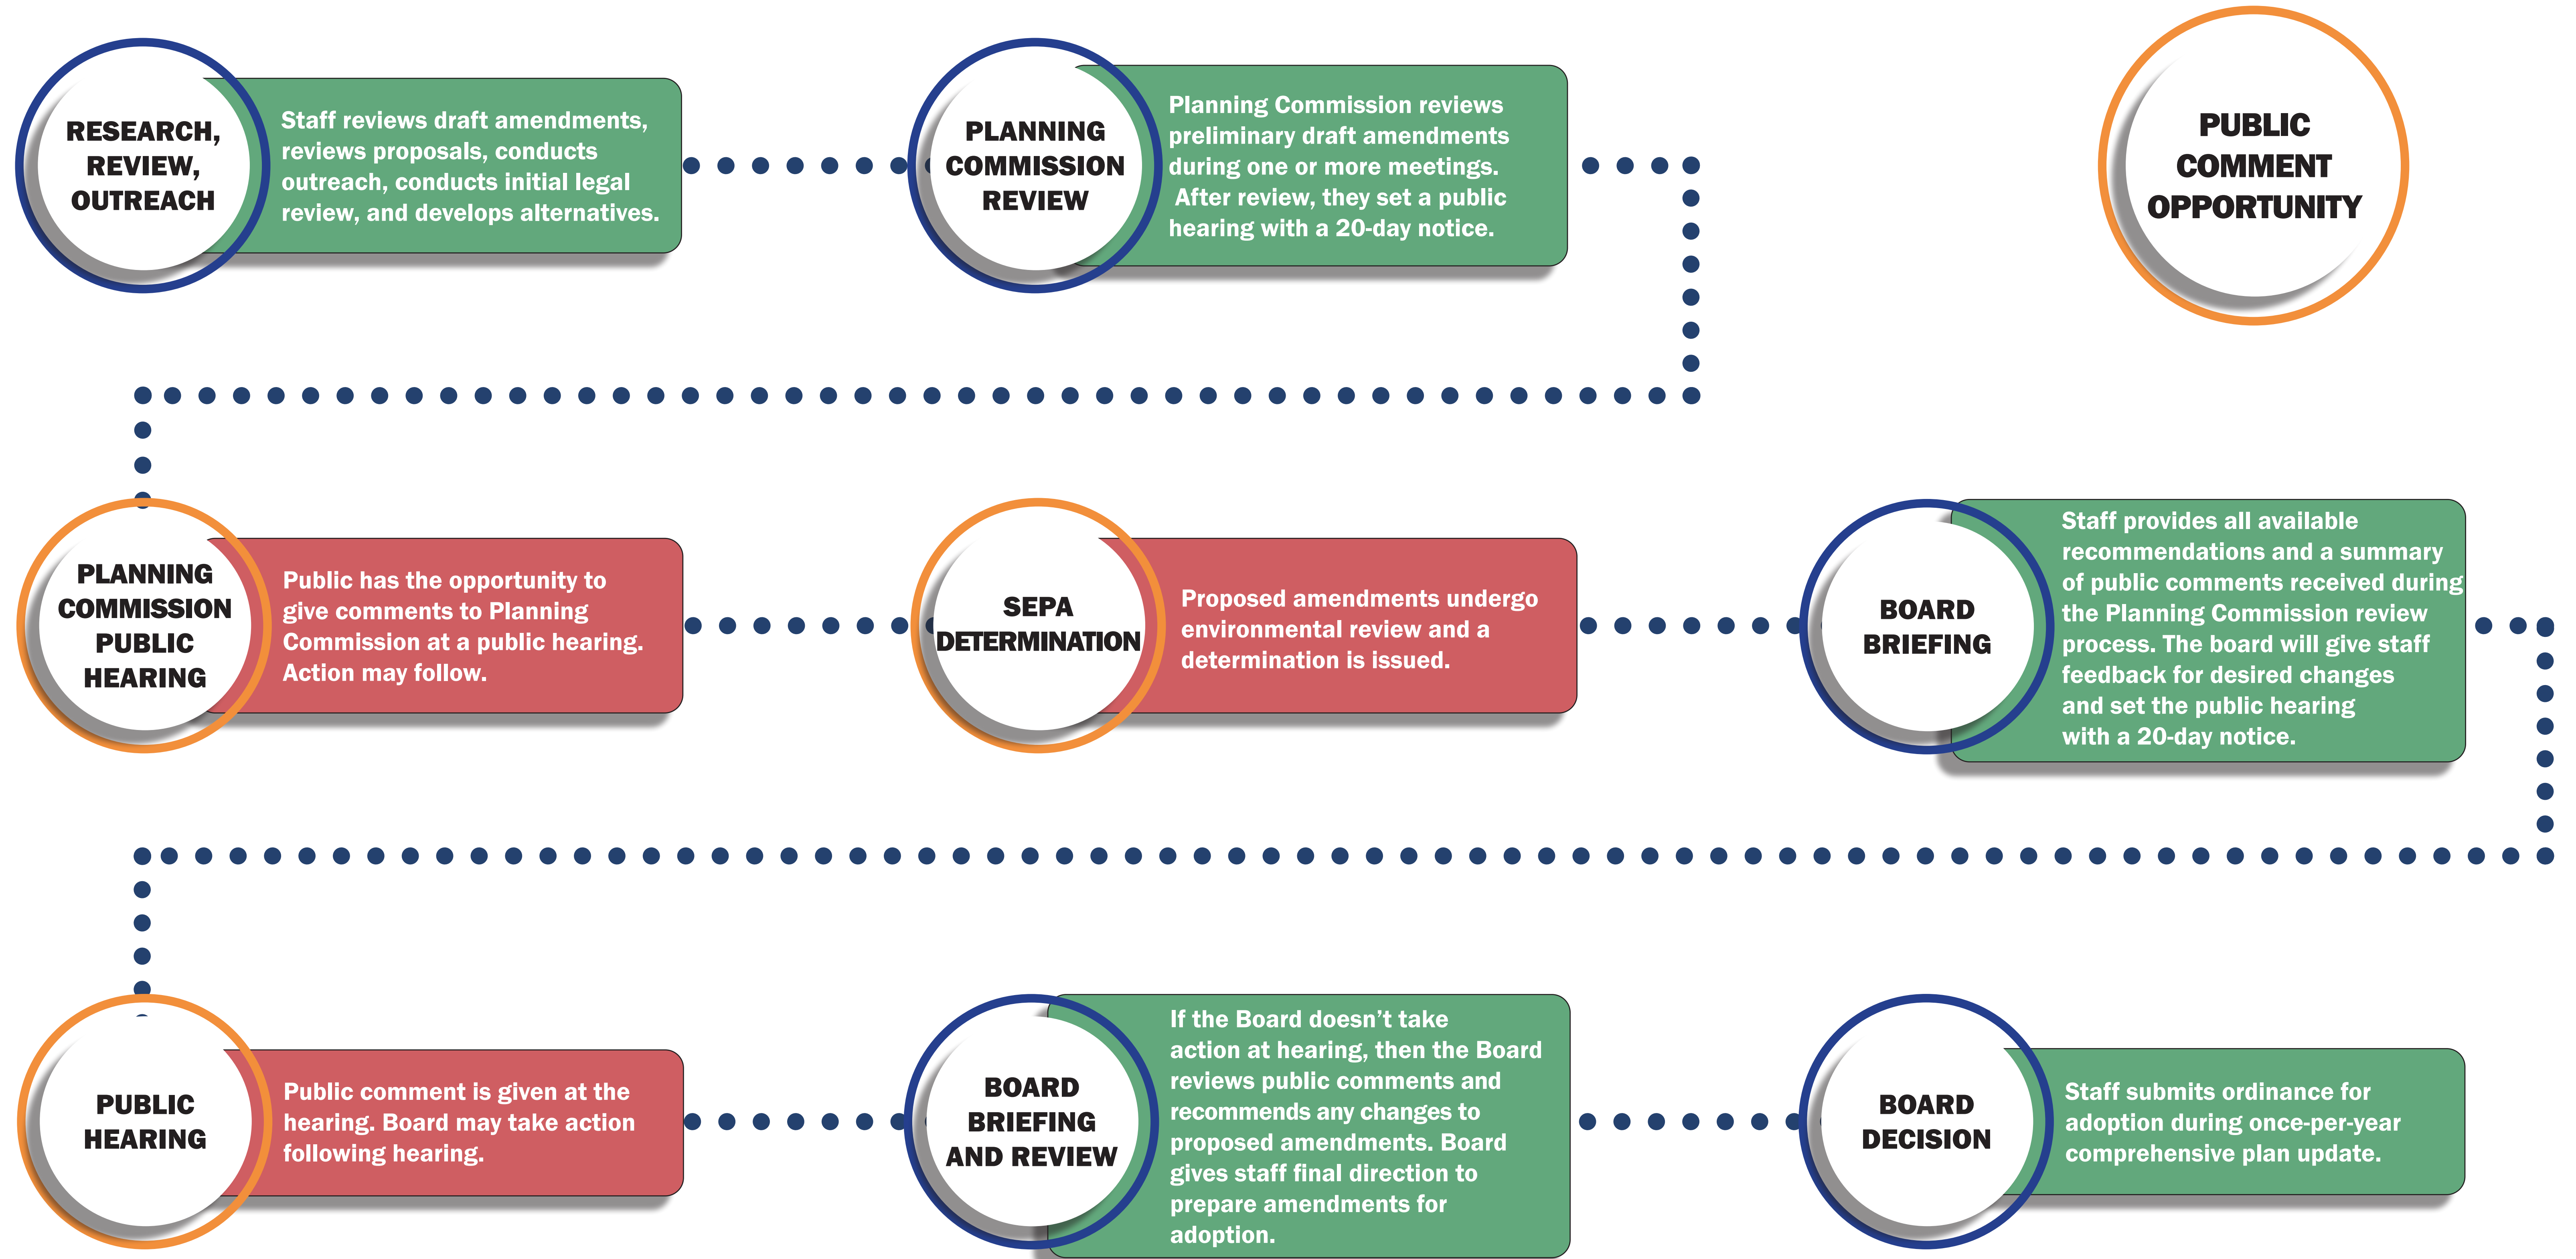 RESEARCH,
REVIEW,
OUTREACH
Staff reviews draft amendments,
reviews proposals, conducts
outreach, conducts initial legal
review, and develops alternatives.
PLANNING
COMMISSION
REVIEW
Planning Commission reviews
preliminary draft amendments
during one or more meetings.
After review, they set a public
hearing with a 20-day notice.
PUBLIC
COMMENT
OPPORTUNITY
PLANNING
COMMISSION
PUBLIC
HEARING
Public has the opportunity to
give comments to Planning
Commission at a public hearing.
Action may follow.
SEPA
DETERMINATION
Proposed amendments undergo
environmental review and a
determination is issued.
BOARD
BRIEFING
Staff provides all available
recommendations and a summary
of public comments received during
the Planning Commission review
process. The board will give staff
feedback for desired changes
and set the public hearing
with a 20-day notice.
PUBLIC
HEARING
Public comment is given at the
hearing. Board may take action
following hearing.
BOARD
BRIEFING
AND REVIEW
If the Board doesn’t take
action at hearing, then the Board
reviews public comments and
recommends any changes to
proposed amendments. Board
gives staff final direction to
prepare amendments for
adoption.
BOARD
DECISION
Staff submits ordinance for
adoption during once-per-year
comprehensive plan update.